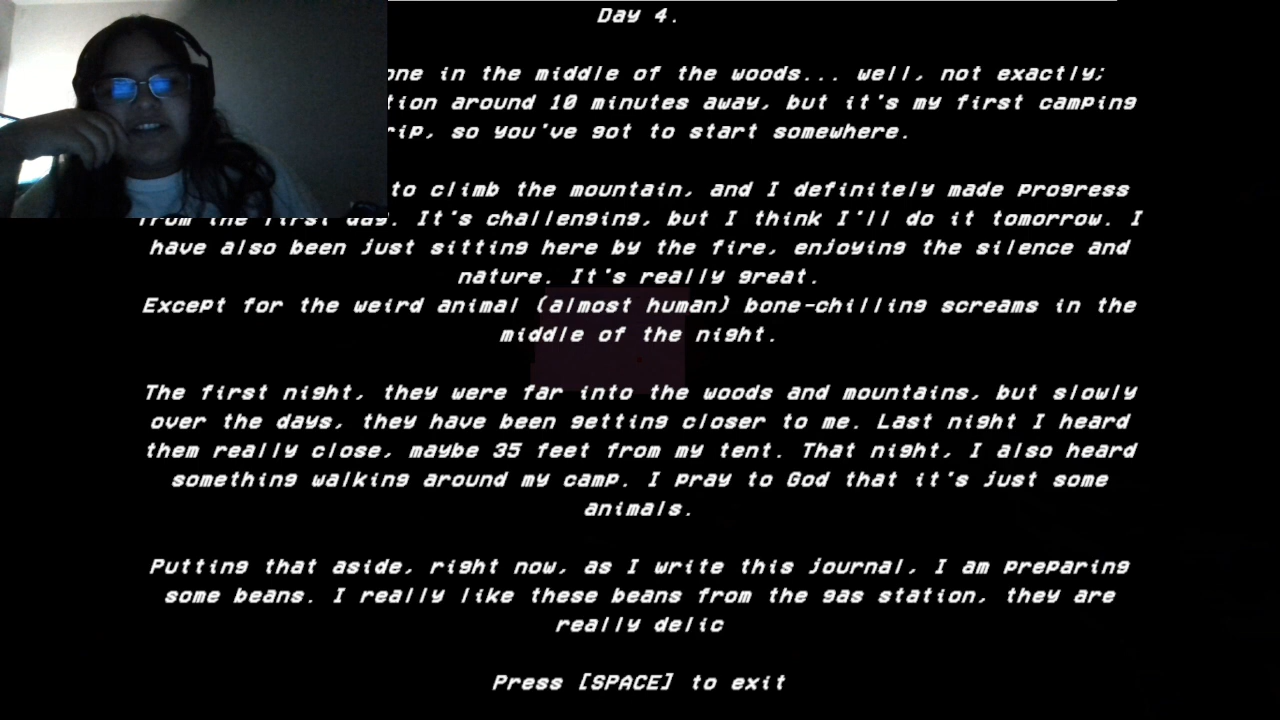 Day 4.
one in the middle of the woods... well, not exactly;
tion around 10 minutes away, but it's my first camping
rip, so you've got to start somewhere.
to climb the mountain, and I definitely made progress
from the first day. It's challenging, but I think I'll do it tomorrow. I
have also been just sitting here by the fire, enjoying the silence and
nature. It's really great.
Except for the weird animal (almost human) bone-chilling screams in the
middle of the night.
The first night, they were far into the woods and mountains, but slowly
over the days, they have been getting closer to me. Last night I heard
them really close, maybe 35 feet from my tent. That night, I also heard
something walking around my camp. I pray to God that it's just some
animals.
Putting that aside, right now, as I write this journal, I am preparing
some beans. I really like these beans from the gas station, they are
really delic
Press [SPACE] to exit